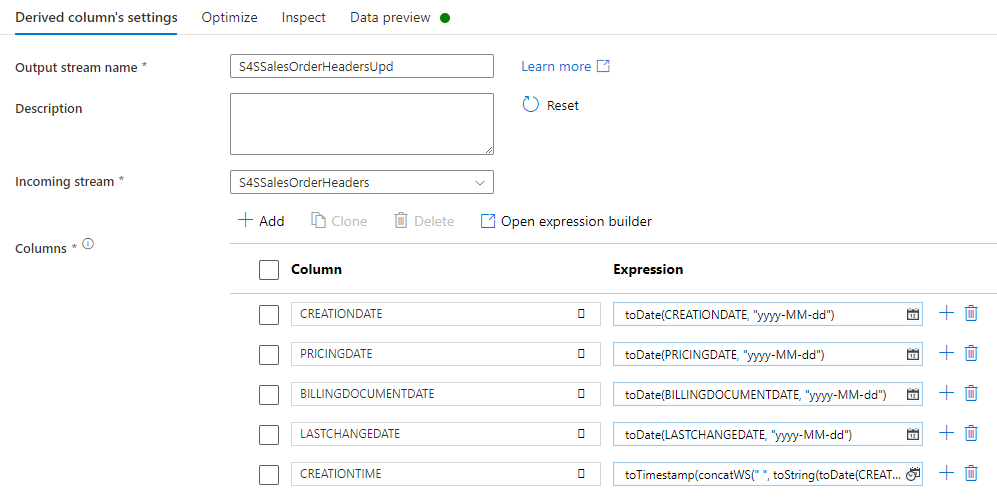 Derived column's settings Optimize Inspect Data preview
Output stream name * S4SSalesOrderHeadersUpd Learn more
Description Reset
Incoming stream * S4SSalesOrderHeaders
Add Clone Delete Open expression builder
Columns *
Column Expression
CREATIONDATE toDate(CREATIONDATE, "yyyy-MM-dd")
PRICINGDATE toDate(PRICINGDATE, "yyyy-MM-dd")
BILLINGDOCUMENTDATE toDate(BILLINGDOCUMENTDATE, "yyyy-MM-dd")
LASTCHANGEDATE toDate(LASTCHANGEDATE, "yyyy-MM-dd")
CREATIONTIME toTimestamp(concatWS(" ", toString(toDate(CREAT...